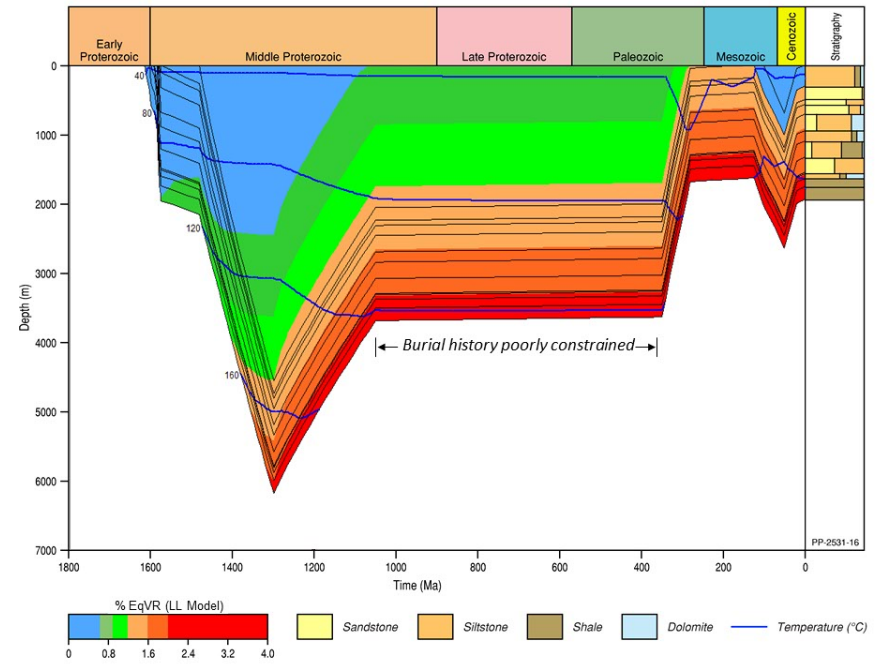 Early
Proterozoic
Middle Proterozoic
Late Proterozoic
Paleozoic
Mesozoic
Cenozoic
Stratigraphy
0
1000
2000
3000
4000
5000
6000
7000
Depth (m)
40
80
120
160
Burial history poorly constrained
PP-2531-16
1800 1600 1400 1200 1000 800 600 400 200 0
Time (Ma)
% EqVR (LL Model)
0 0.8 1.6 2.4 3.2 4.0
Sandstone
Siltstone
Shale
Dolomite
Temperature (°C)